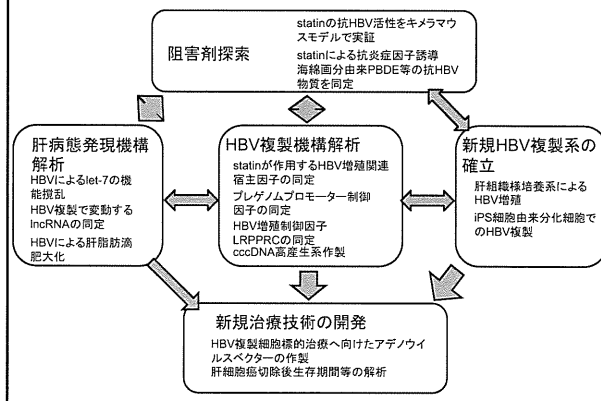 阻害剤探索
statinの抗HBV活性をキメラマウ
スモデルで実証
statinによる抗炎症因子誘導
海綿画分由来PBDE等の抗HBV
物質を同定
肝病態発現機構
解析
HBVによるlet-7の機
能撹乱
HBV複製で変動する
lncRNAの同定
HBVによる肝脂肪滴
肥大化
HBV複製機構解析
statinが作用するHBV増殖関連
宿主因子の同定
プレゲノムプロモーター制御
因子の同定
HBV増殖制御因子
LRPPRCの同定
cccDNA高産生系作製
新規HBV複製系の
確立
肝組織様培養系による
HBV増殖
iPS細胞由来分化細胞で
のHBV複製
新規治療技術の開発
HBV複製細胞標的治療へ向けたアデノウイ
ルスベクターの作製
肝細胞癌切除後生存期間等の解析